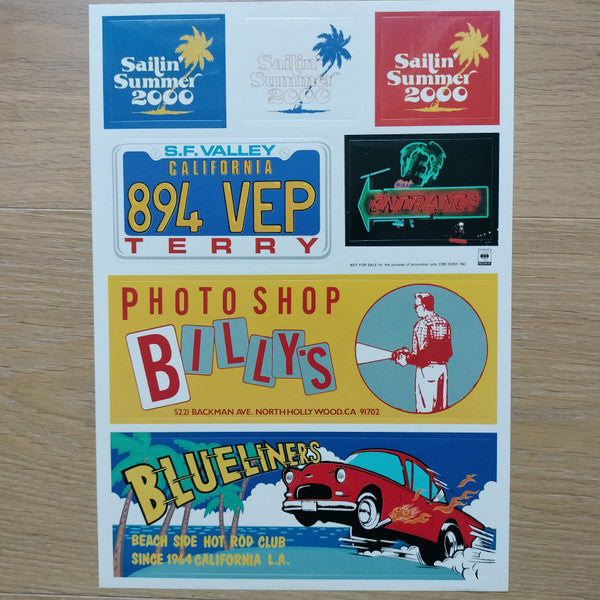 Sailin'
Summer
2000
Sailin'
Summer
2000
Sailin'
Summer
2000
S.F. VALLEY
CALIFORNIA
894 VEP
TERRY
ENTRANCE
NOT FOR SALE for the purpose of promotion only CBS SONY INC.
PHOTO SHOP
BILLY'S
5221 BACKMAN AVE. NORTH HOLLYWOOD.CA 91702
BLUELINERS
BEACH SIDE HOT ROD CLUB
SINCE 1964 CALIFORNIA L.A.